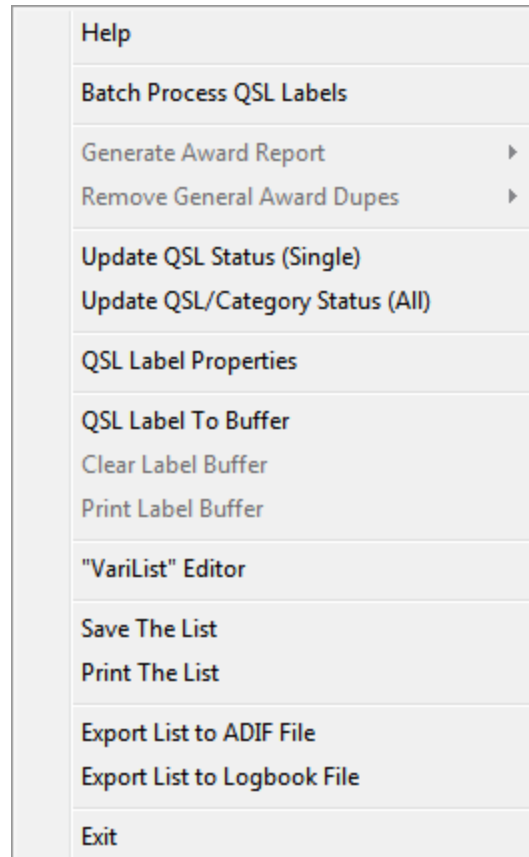 Help
Batch Process QSL Labels
Generate Award Report
Remove General Award Dupes
Update QSL Status (Single)
Update QSL/Category Status (All)
QSL Label Properties
QSL Label To Buffer
Clear Label Buffer
Print Label Buffer
"VariList" Editor
Save The List
Print The List
Export List to ADIF File
Export List to Logbook File
Exit